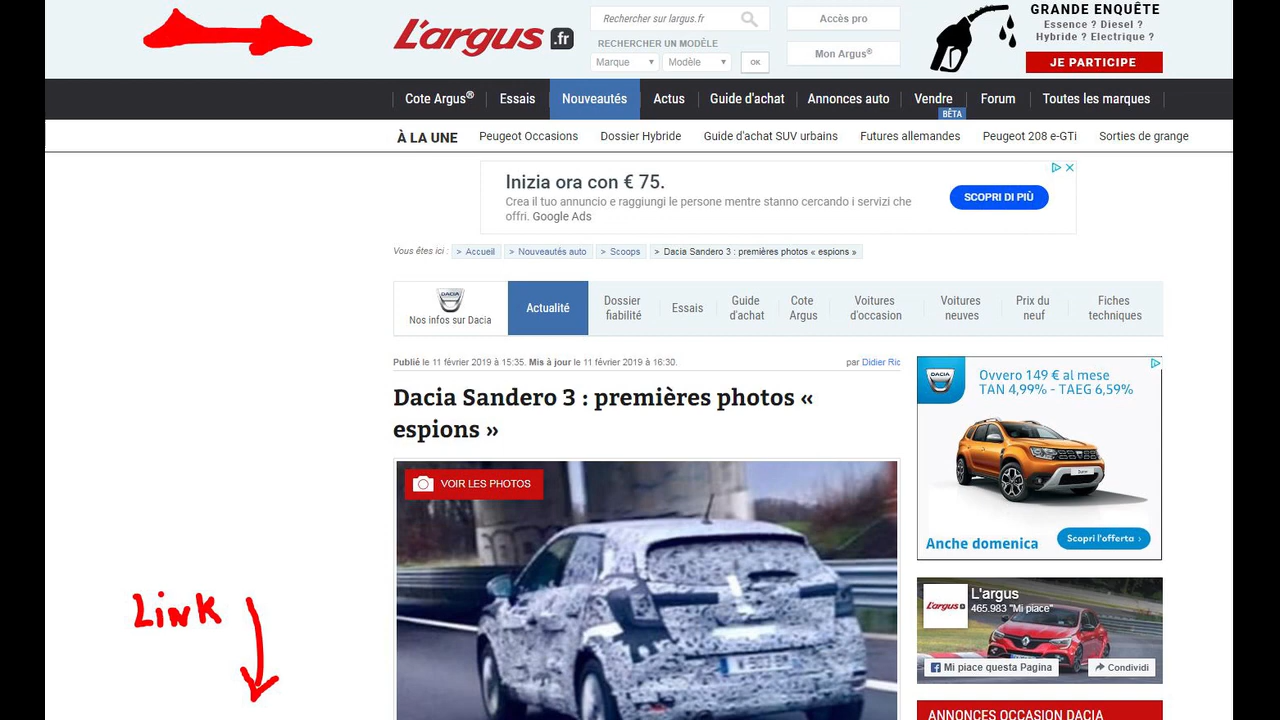 L'argus.fr
Rechercher sur largus.fr
RECHERCHER UN MODÈLE
Marque
Modèle
OK
Accès pro
Mon Argus®
GRANDE ENQUÊTE
Essence ? Diesel ?
Hybride ? Electrique ?
JE PARTICIPE
Cote Argus® Essais Nouveautés Actus Guide d'achat Annonces auto Vendre Forum Toutes les marques
BÊTA
À LA UNE Peugeot Occasions Dossier Hybride Guide d'achat SUV urbains Futures allemandes Peugeot 208 e-GTi Sorties de grange
Inizia ora con € 75.
Crea il tuo annuncio e raggiungi le persone mentre stanno cercando i servizi che
offri. Google Ads
SCOPRI DI PIÙ
Vous êtes ici : > Accueil > Nouveautés auto > Scoops > Dacia Sandero 3 : premières photos « espions »
DACIA
Nos infos sur Dacia
Actualité
Dossier
fiabilité
Essais
Guide
d'achat
Cote
Argus
Voitures
d'occasion
Voitures
neuves
Prix du
neuf
Fiches
techniques
Publié le 11 février 2019 à 15:35. Mis à jour le 11 février 2019 à 16:30.
par Didier Ric
Dacia Sandero 3 : premières photos «
espions »
VOIR LES PHOTOS
Link
DACIA
Ovvero 149 € al mese
TAN 4,99% - TAEG 6,59%
Anche domenica
Scopri l'offerta ›
L'argus
L'argus
465.983 "Mi piace"
Mi piace questa Pagina
Condividi
ANNONCES OCCASION DACIA